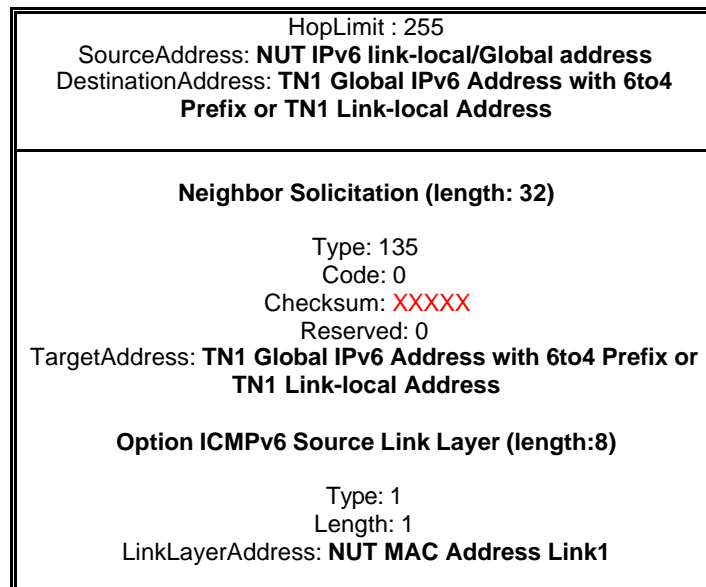 HopLimit : 255
SourceAddress: NUT IPv6 link-local/Global address
DestinationAddress: TN1 Global IPv6 Address with 6to4
Prefix or TN1 Link-local Address
Neighbor Solicitation (length: 32)
Type: 135
Code: 0
Checksum: XXXXX
Reserved: 0
TargetAddress: TN1 Global IPv6 Address with 6to4 Prefix or
TN1 Link-local Address
Option ICMPv6 Source Link Layer (length:8)
Type: 1
Length: 1
LinkLayerAddress: NUT MAC Address Link1